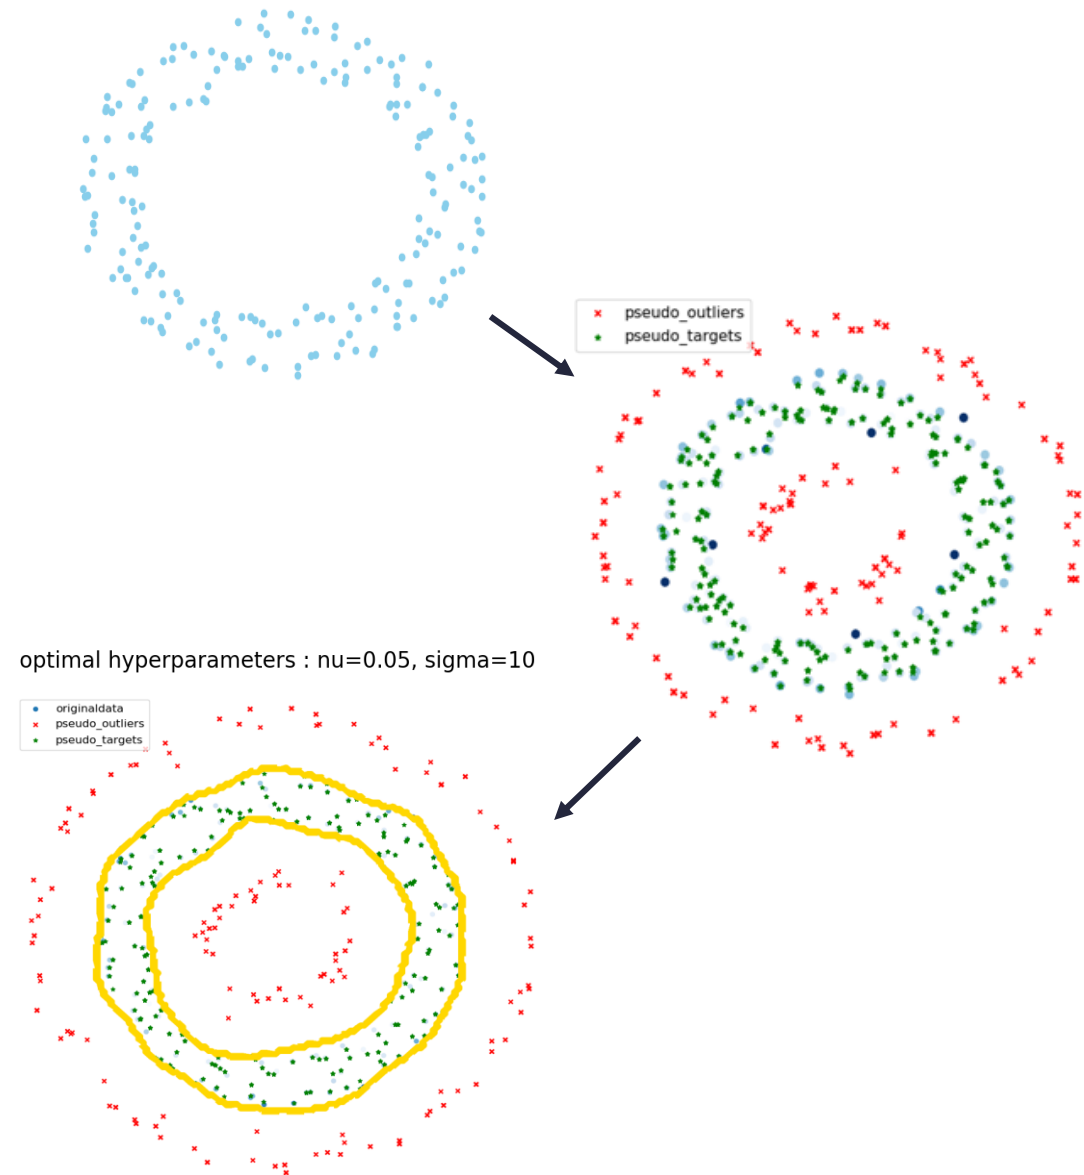 pseudo_outliers
pseudo_targets
optimal hyperparameters : nu=0.05, sigma=10
originaldata
pseudo_outliers
pseudo_targets